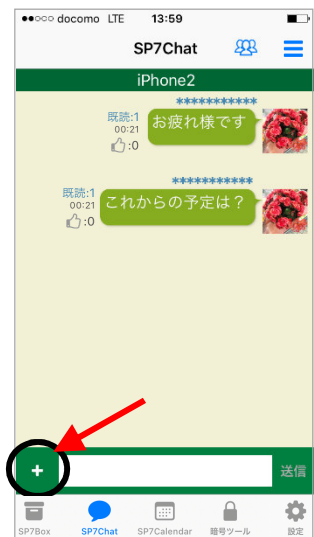 docomo LTE 13:59
SP7Chat
iPhone2
***********
既読:1
00:21
お疲れ様です
:0
***********
既読:1
00:21
これからの予定は？
:0
+
送信
SP7Box SP7Chat SP7Calendar 暗号ツール 設定